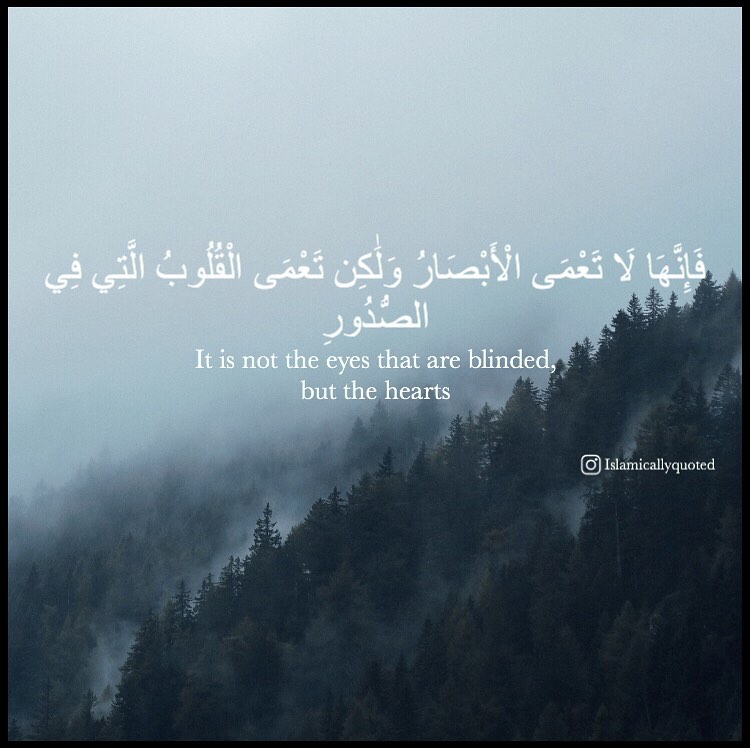 فَإِنَّهَا لَا تَعْمَى الْأَبْصَارُ وَلَٰكِن تَعْمَى الْقُلُوبُ الَّتِي فِي
الصُّدُورِ
It is not the eyes that are blinded,
but the hearts
Islamicallyquoted